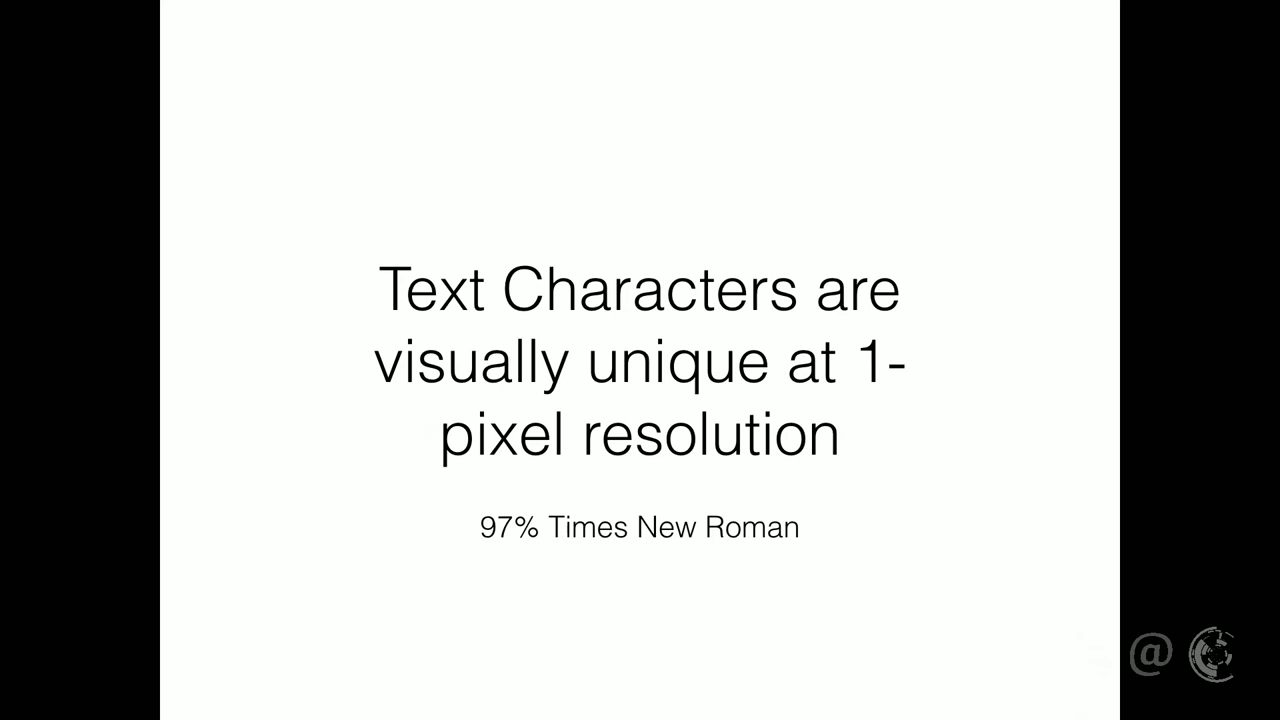 Text Characters are
visually unique at 1-
pixel resolution
97% Times New Roman
@